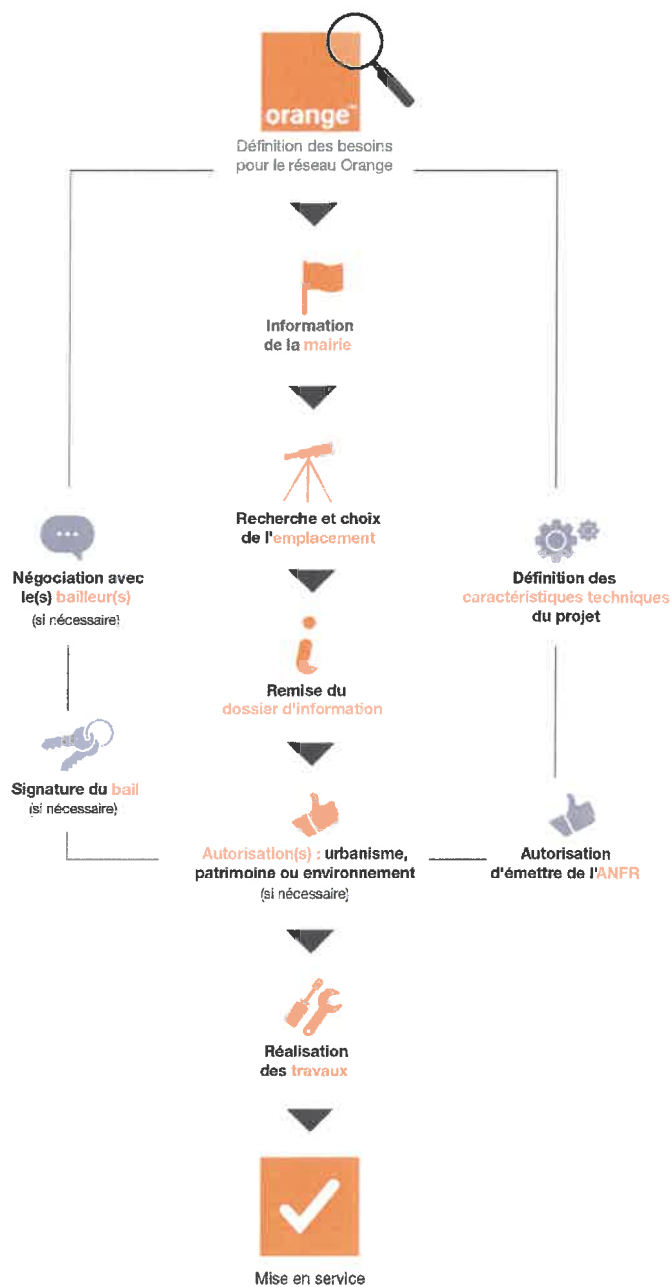 orange™
Définition des besoins
pour le réseau Orange
Information
de la mairie
Recherche et choix
de l'emplacement
Négociation avec
le(s) bailleur(s)
(si nécessaire)
Définition des
caractéristiques techniques
du projet
Remise du
dossier d'information
Signature du bail
(si nécessaire)
Autorisation(s) : urbanisme,
patrimoine ou environnement
(si nécessaire)
Autorisation
d'émettre de l'ANFR
Réalisation
des travaux
Mise en service